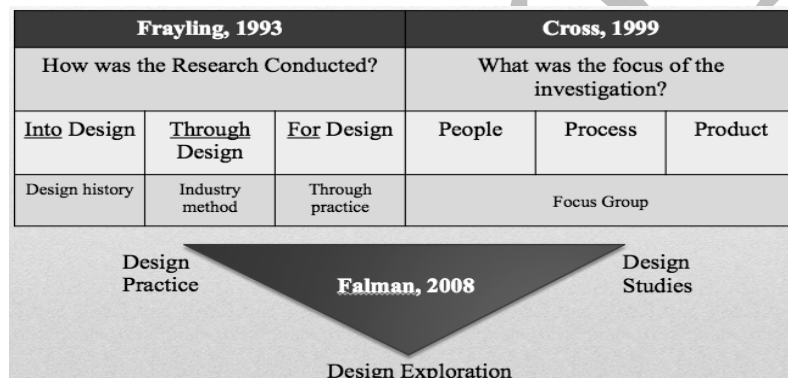 Frayling, 1993
Cross, 1999
How was the Research Conducted?
What was the focus of the
investigation?
Into Design
Through
Design
For Design
People
Process
Product
Design history
Industry
method
Through
practice
Focus Group
Design
Practice
Falman, 2008
Design
Studies
Design Exploration